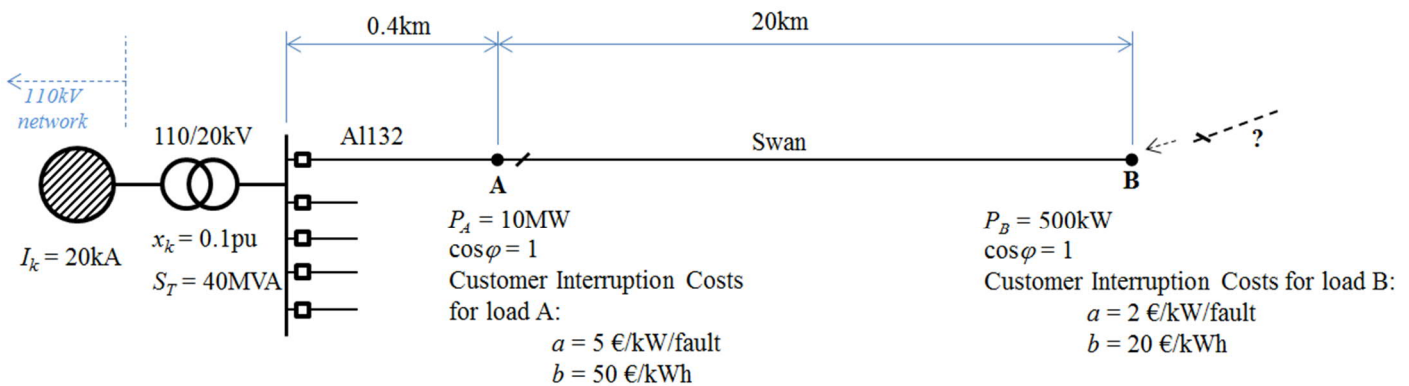 0.4km
20km
110kV
network
110/20kV
Al132
Swan
?
A
B
I_k = 20kA
x_k = 0.1pu
S_T = 40MVA
P_A = 10MW
cosφ = 1
Customer Interruption Costs
for load A:
a = 5 €/kW/fault
b = 50 €/kWh
P_B = 500kW
cosφ = 1
Customer Interruption Costs for load B:
a = 2 €/kW/fault
b = 20 €/kWh